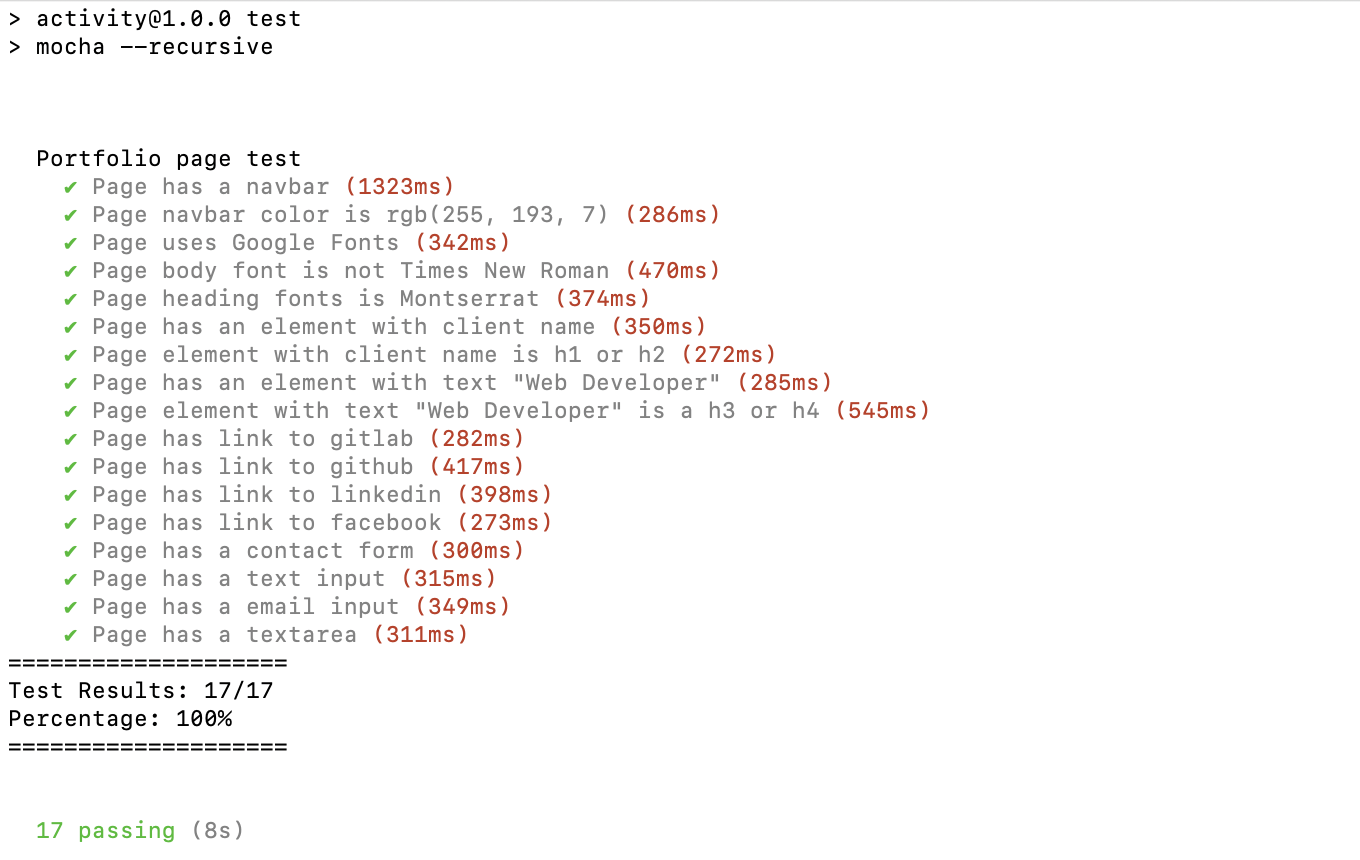 > activity@1.0.0 test
> mocha --recursive
Portfolio page test
✔ Page has a navbar (1323ms)
✔ Page navbar color is rgb(255, 193, 7) (286ms)
✔ Page uses Google Fonts (342ms)
✔ Page body font is not Times New Roman (470ms)
✔ Page heading fonts is Montserrat (374ms)
✔ Page has an element with client name (350ms)
✔ Page element with client name is h1 or h2 (272ms)
✔ Page has an element with text "Web Developer" (285ms)
✔ Page element with text "Web Developer" is a h3 or h4 (545ms)
✔ Page has link to gitlab (282ms)
✔ Page has link to github (417ms)
✔ Page has link to linkedin (398ms)
✔ Page has link to facebook (273ms)
✔ Page has a contact form (300ms)
✔ Page has a text input (315ms)
✔ Page has a email input (349ms)
✔ Page has a textarea (311ms)
====================
Test Results: 17/17
Percentage: 100%
====================
17 passing (8s)